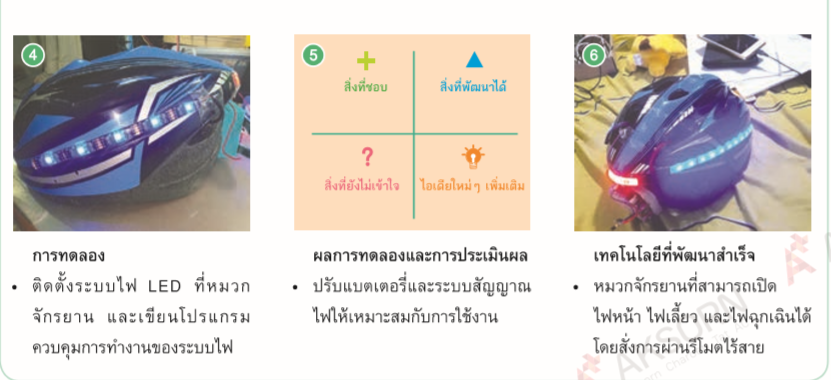 4
5
6
+
สิ่งที่ชอบ
สิ่งที่พัฒนาได้
?
สิ่งที่ยังไม่เข้าใจ
ไอเดียใหม่ ๆ เพิ่มเติม
การทดลอง
• ติดตั้งระบบไฟ LED ที่หมวก
จักรยาน และเขียนโปรแกรม
ควบคุมการทำงานของระบบไฟ
ผลการทดลองและการประเมินผล
• ปรับแบตเตอรี่และระบบสัญญาณ
ไฟให้เหมาะสมกับการใช้งาน
เทคโนโลยีที่พัฒนาสำเร็จ
• หมวกจักรยานที่สามารถเปิด
ไฟหน้า ไฟเลี้ยว และไฟฉุกเฉินได้
โดยสั่งการผ่านรีโมตไร้สาย
AKSORN